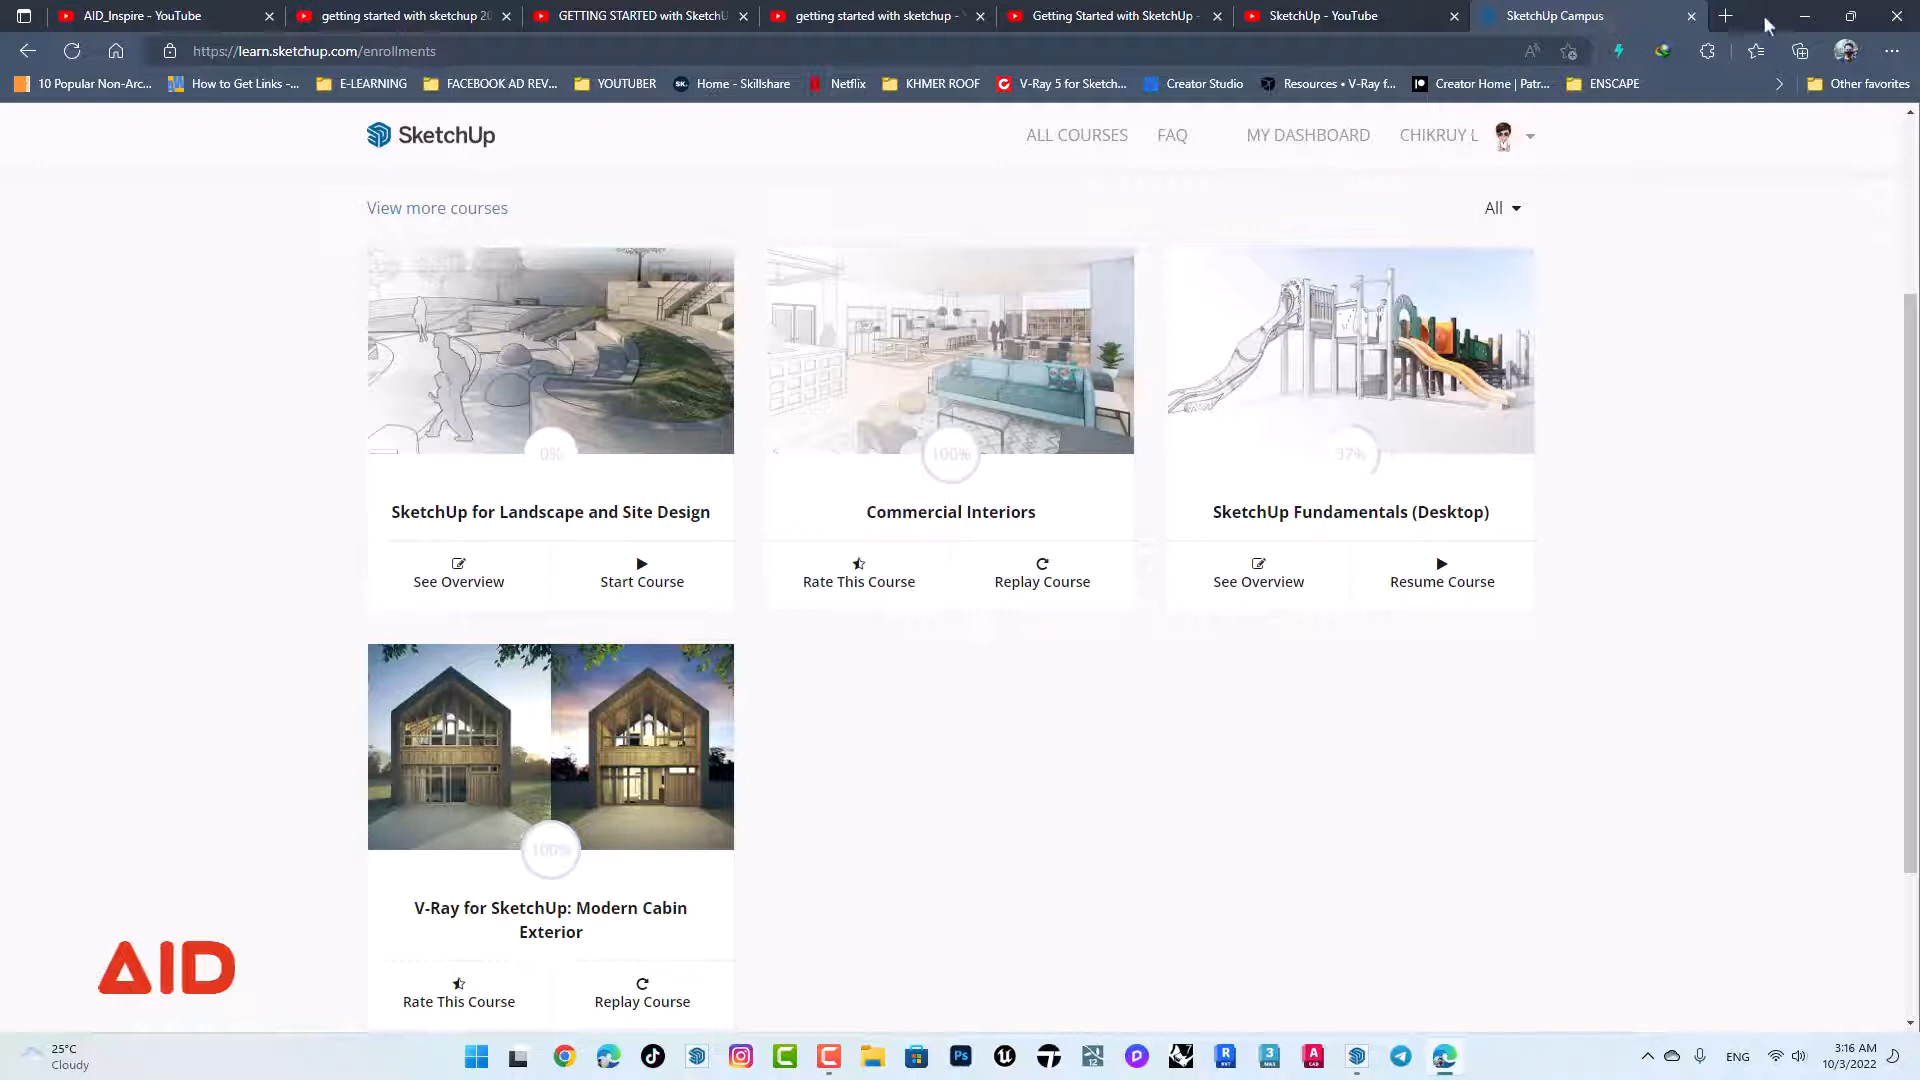 AID_Inspire - YouTube
getting started with sketchup 20
GETTING STARTED with SketchU
getting started with sketchup -
Getting Started with SketchUp -
SketchUp - YouTube
SketchUp Campus
https://learn.sketchup.com/enrollments
10 Popular Non-Arc...
How to Get Links -...
E-LEARNING
FACEBOOK AD REV...
YOUTUBER
Home - Skillshare
Netflix
KHMER ROOF
V-Ray 5 for Sketch...
Creator Studio
Resources • V-Ray f...
Creator Home | Patr...
ENSCAPE
Other favorites
SketchUp
ALL COURSES
FAQ
MY DASHBOARD
CHIKRUY L
View more courses
All
0%
100%
37%
SketchUp for Landscape and Site Design
Commercial Interiors
SketchUp Fundamentals (Desktop)
See Overview
Start Course
Rate This Course
Replay Course
See Overview
Resume Course
100%
V-Ray for SketchUp: Modern Cabin
Exterior
Rate This Course
Replay Course
AID
25°C
Cloudy
ENG
3:16 AM
10/3/2022